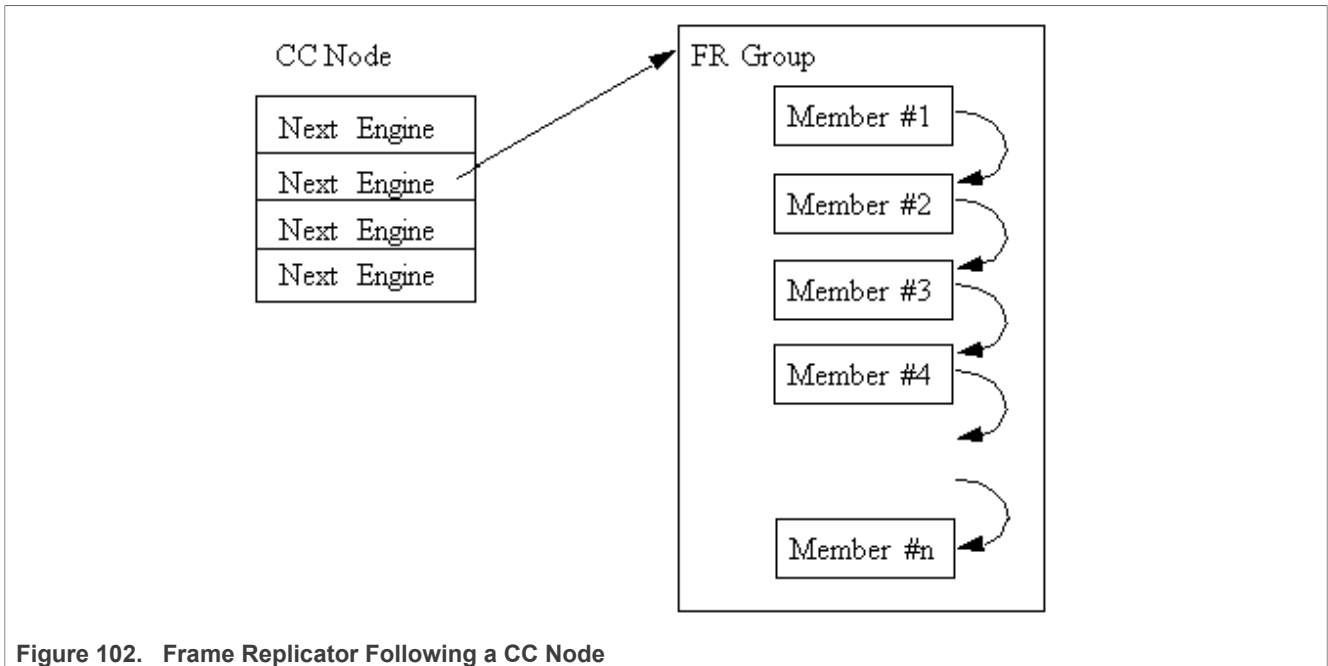 CC Node
Next Engine
Next Engine
Next Engine
Next Engine
FR Group
Member #1
Member #2
Member #3
Member #4
Member #n
Figure 102. Frame Replicator Following a CC Node